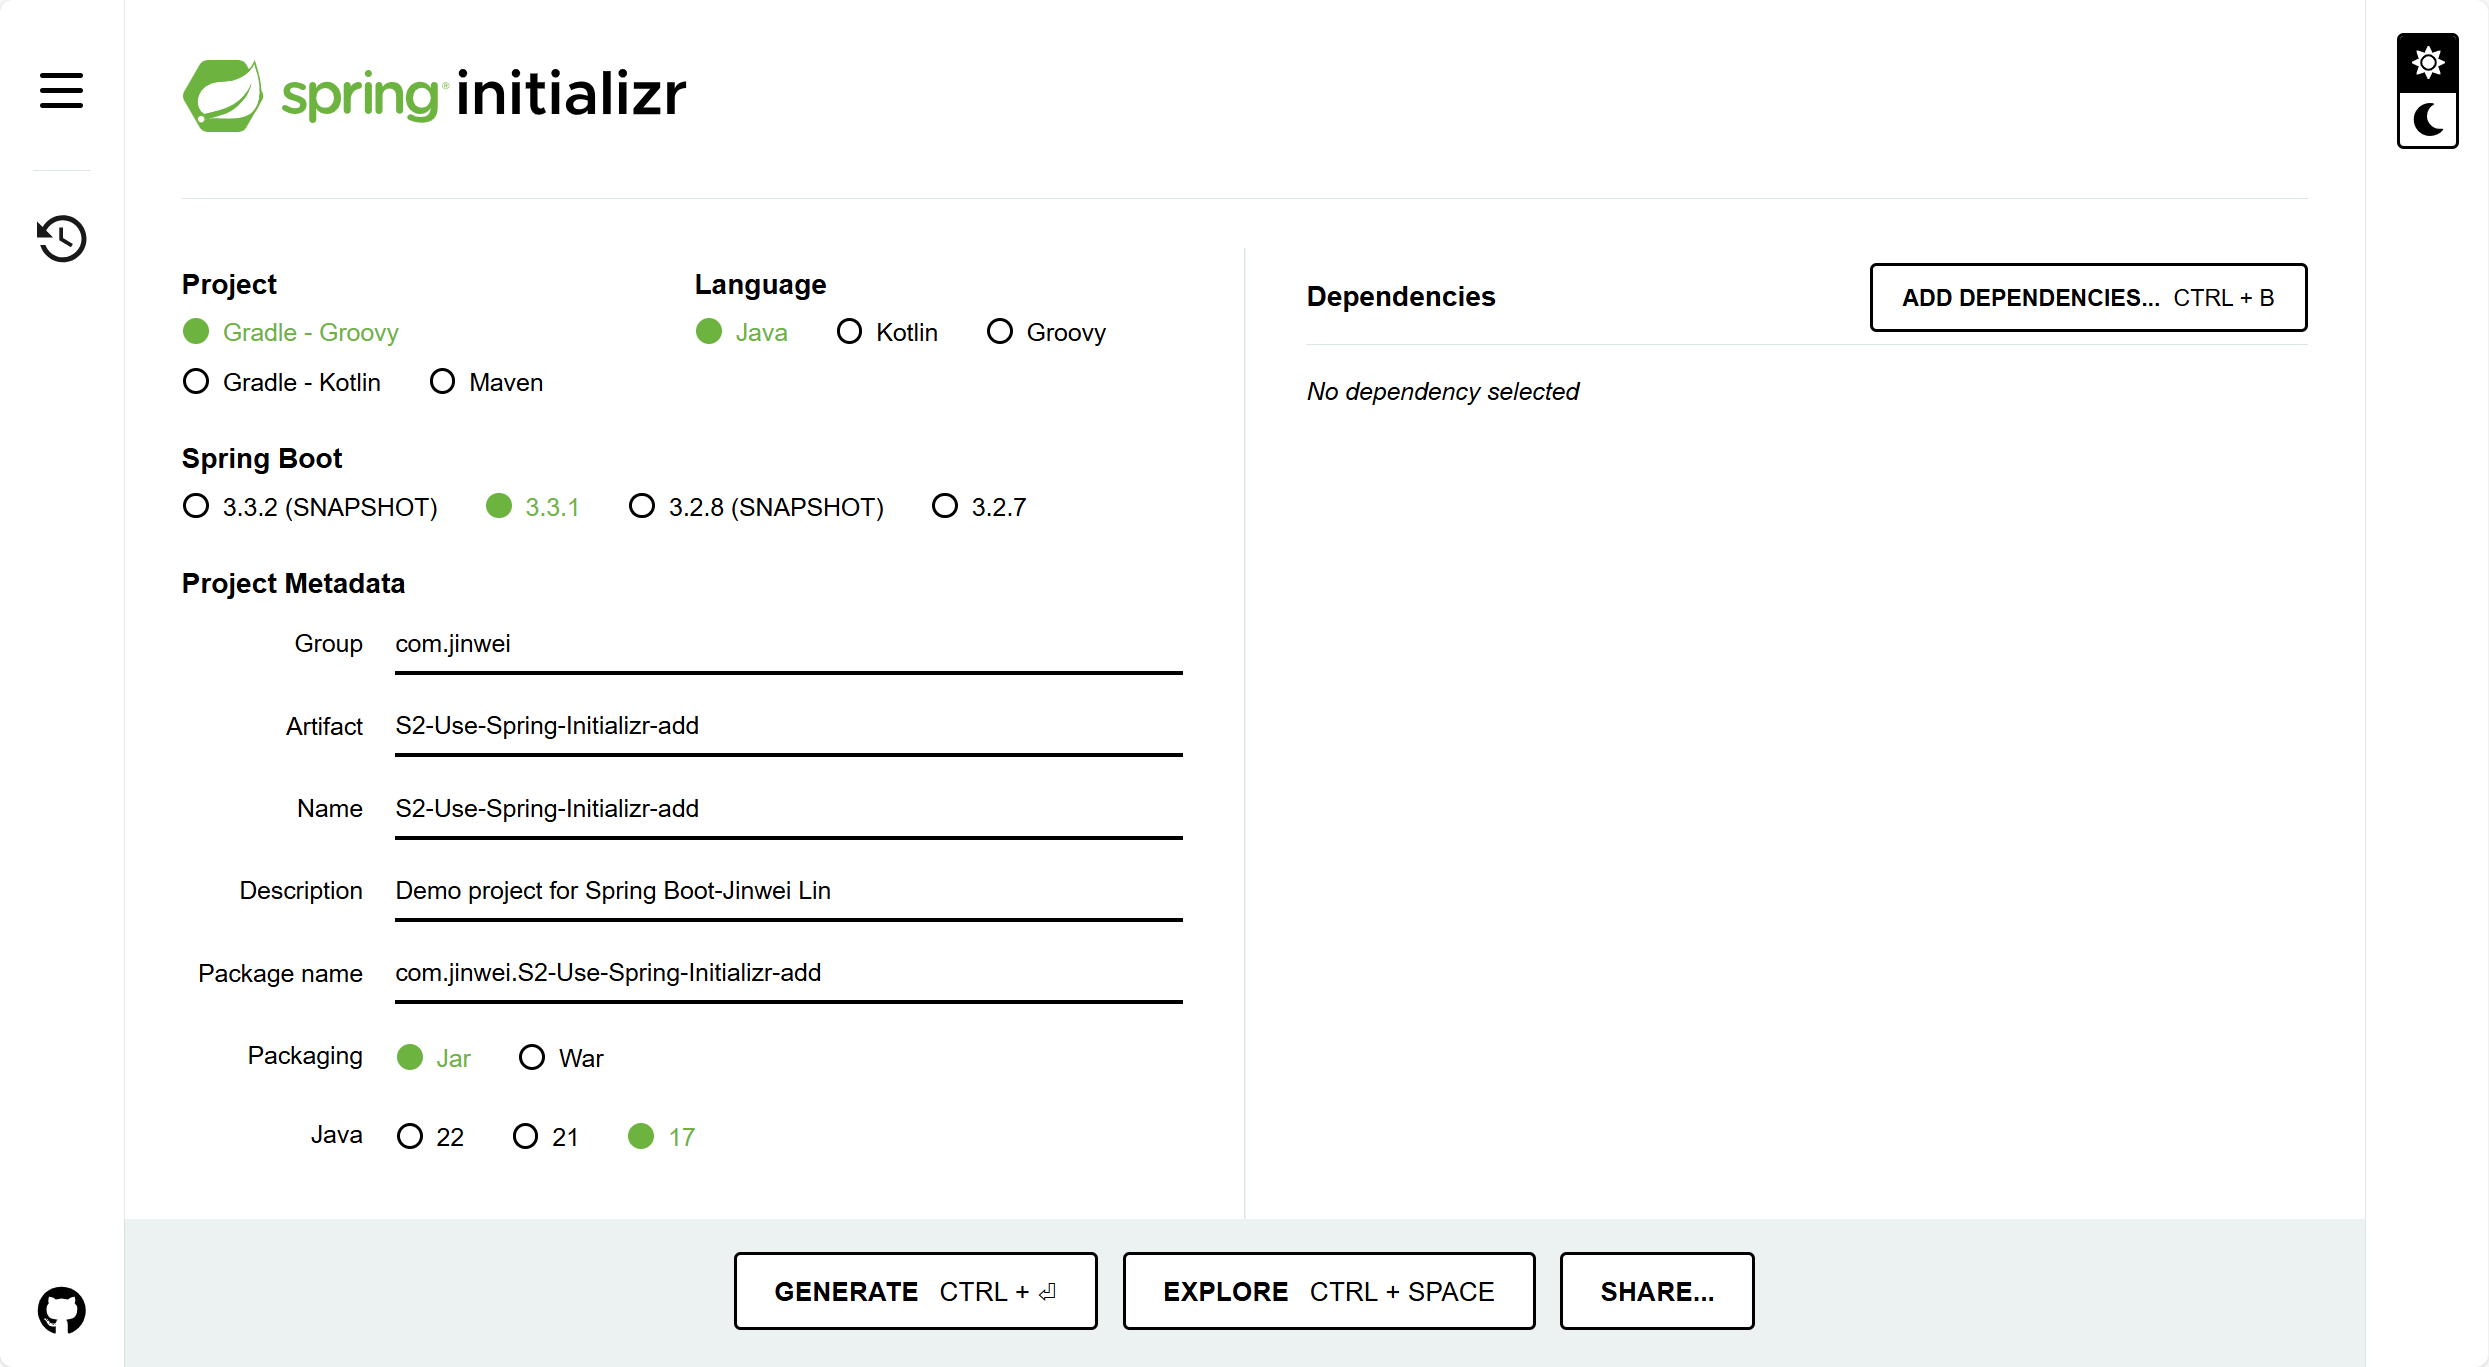 spring initializr
Project
Gradle - Groovy
Gradle - Kotlin Maven
Language
Java Kotlin Groovy
Spring Boot
3.3.2 (SNAPSHOT) 3.3.1 3.2.8 (SNAPSHOT) 3.2.7
Project Metadata
Group com.jinwei
Artifact S2-Use-Spring-Initializr-add
Name S2-Use-Spring-Initializr-add
Description Demo project for Spring Boot-Jinwei Lin
Package name com.jinwei.S2-Use-Spring-Initializr-add
Packaging Jar War
Java 22 21 17
Dependencies ADD DEPENDENCIES... CTRL + B
No dependency selected
GENERATE CTRL + ⏎ EXPLORE CTRL + SPACE SHARE...